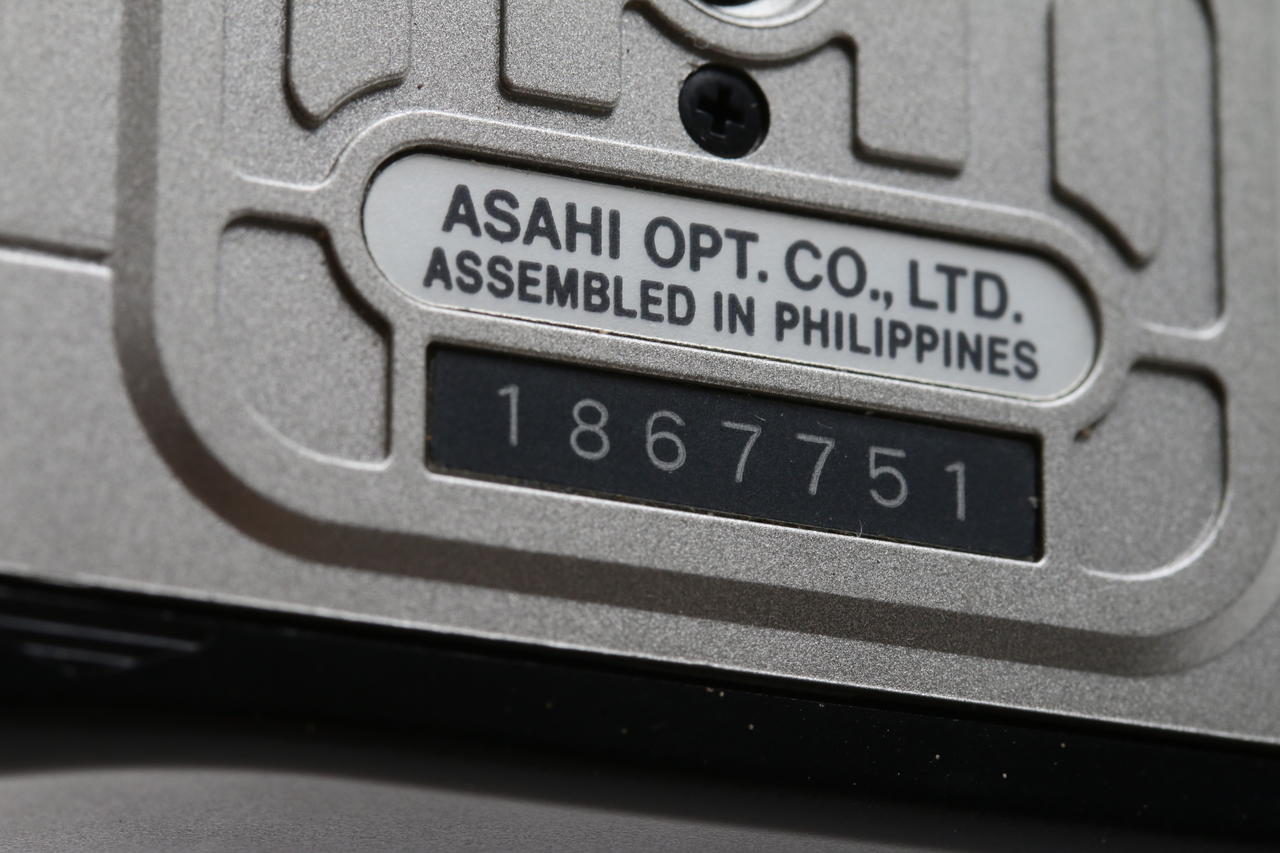 ASAHI OPT. CO., LTD.
ASSEMBLED IN PHILIPPINES
1867751